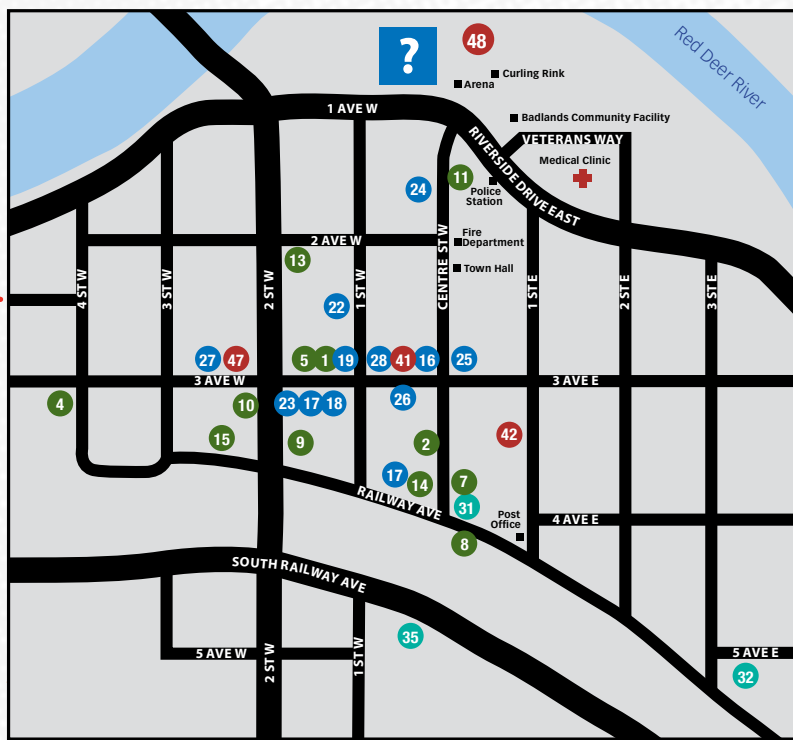 ?
48
Red Deer River
Curling Rink
Arena
1 AVE W
Badlands Community Facility
VETERANS WAY
RIVERSIDE DRIVE EAST
Medical Clinic
11
24
Police
Station
2 AVE W
Fire
Department
CENTRE ST W
13
Town Hall
4 ST W
3 ST W
2 ST W
1 ST W
1 ST E
2 ST E
3 ST E
22
27
47
5
1
19
28
41
16
25
3 AVE W
3 AVE E
4
10
23
17
18
26
15
9
2
42
17
14
7
RAILWAY AVE
31
Post
Office
4 AVE E
8
SOUTH RAILWAY AVE
35
5 AVE W
2 ST W
1 ST W
5 AVE E
32